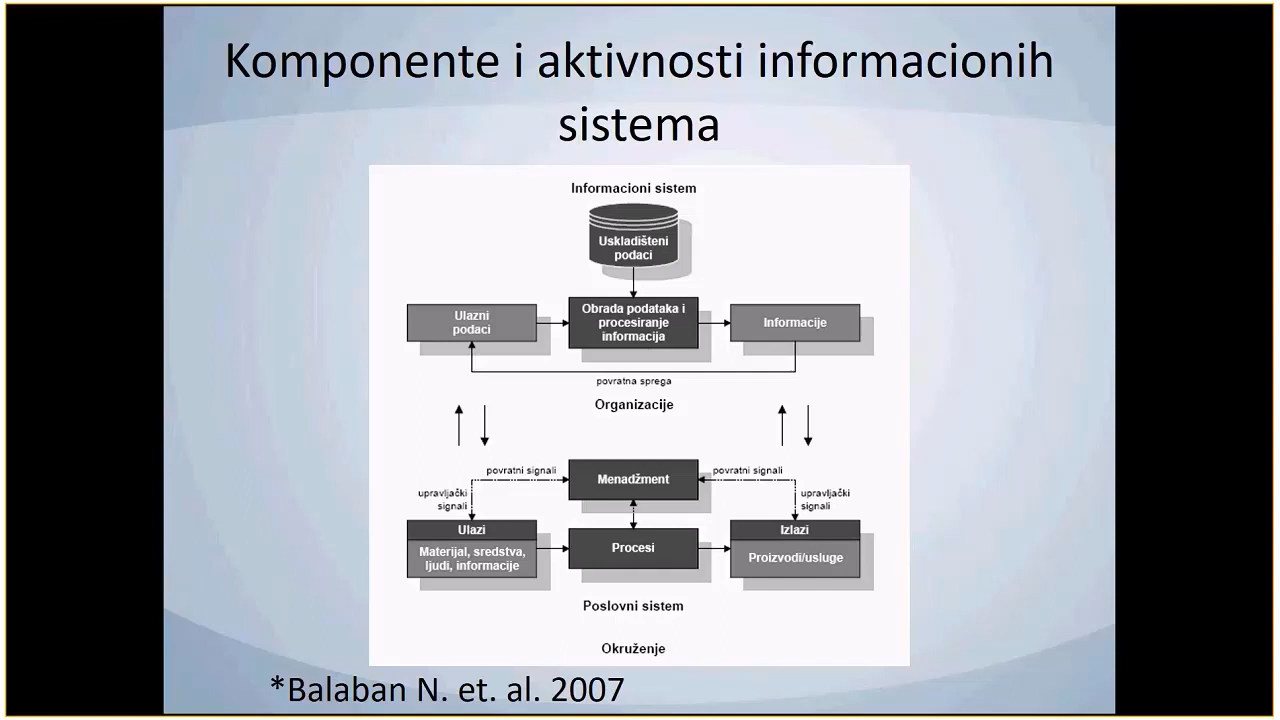 Komponente i aktivnosti informacionih
sistema
Informacioni sistem
Uskladišteni
podaci
Ulazni
podaci
Obrada podataka i
procesiranje
informacija
Informacije
povratna sprega
Organizacije
povratni signali
Menadžment
povratni signali
upravljački
signali
upravljački
signali
Ulazi
Materijal, sredstva,
ljudi, informacije
Procesi
Izlazi
Proizvodi/usluge
Poslovni sistem
Okruženje
*Balaban N. et. al. 2007